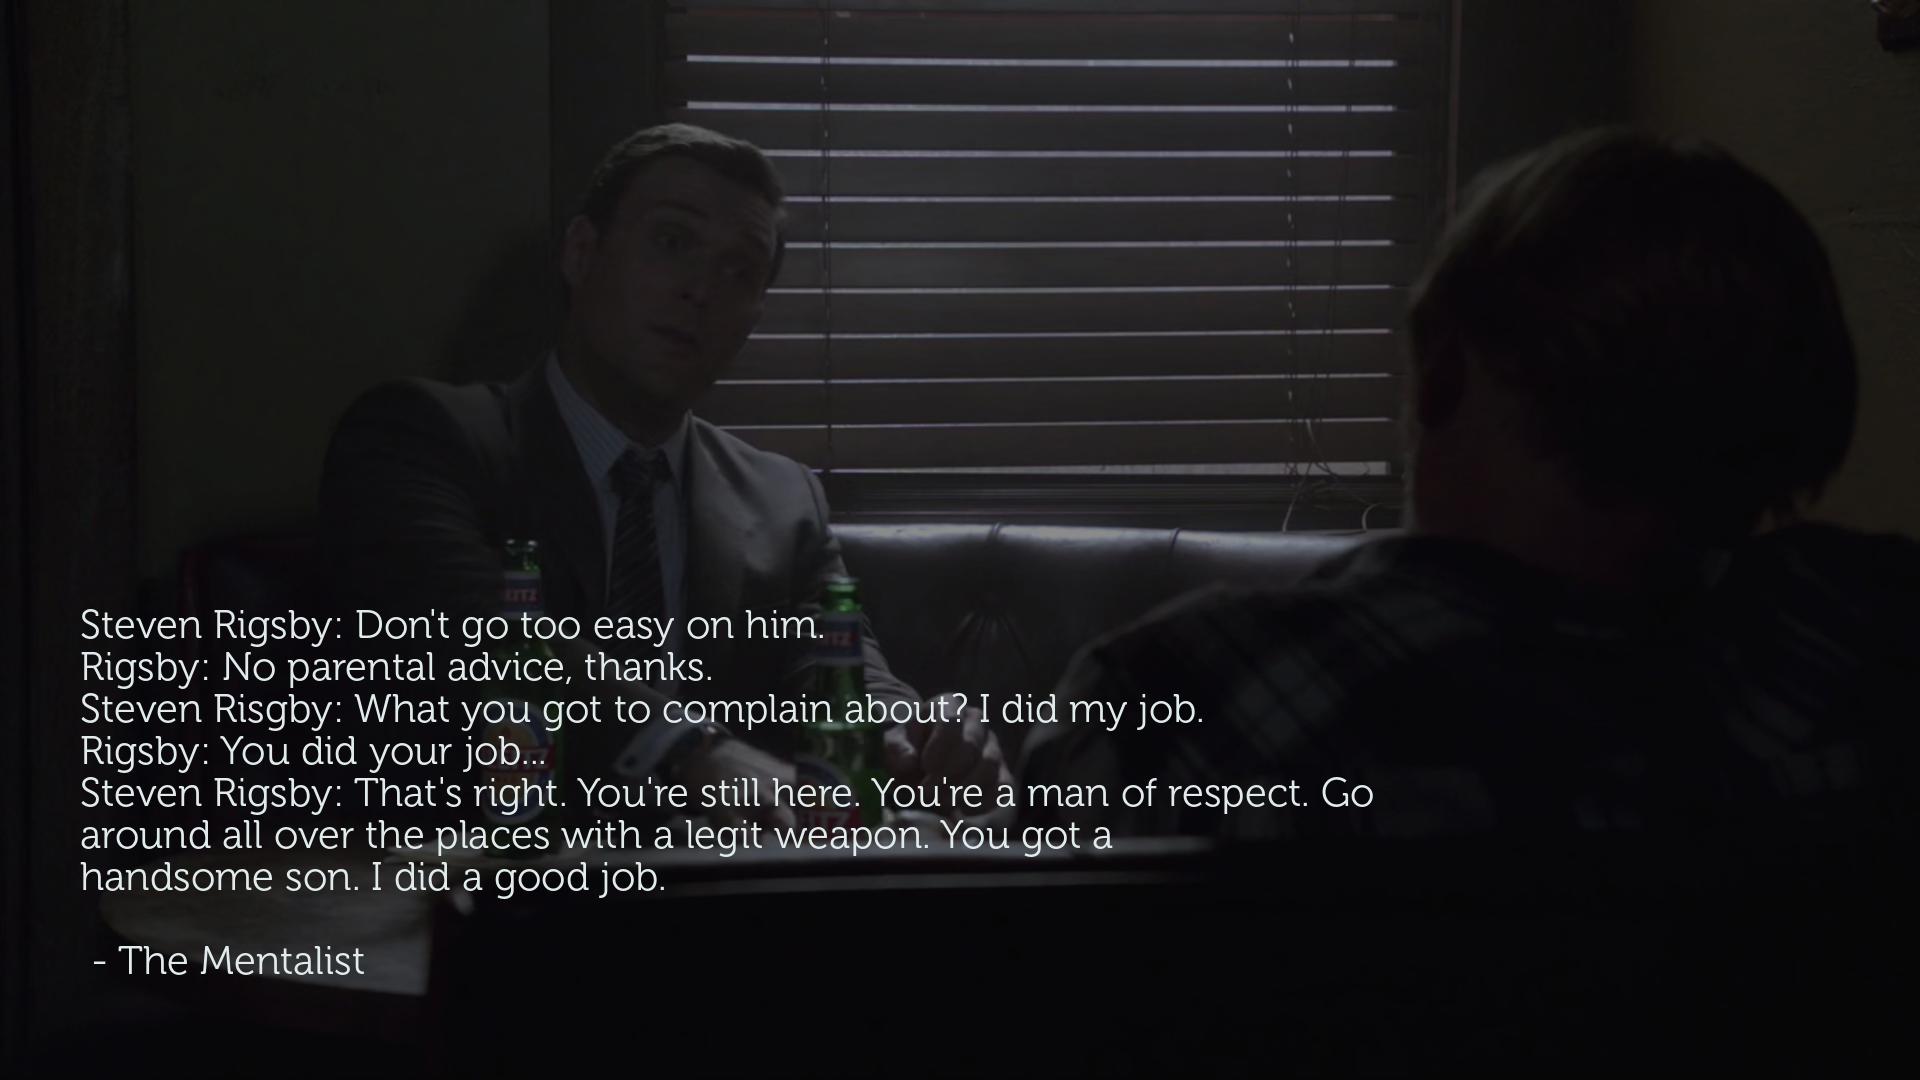 Steven Rigsby: Don't go too easy on him.
Rigsby: No parental advice, thanks.
Steven Risgby: What you got to complain about? I did my job.
Rigsby: You did your job...
Steven Rigsby: That's right. You're still here. You're a man of respect. Go
around all over the places with a legit weapon. You got a
handsome son. I did a good job.
- The Mentalist